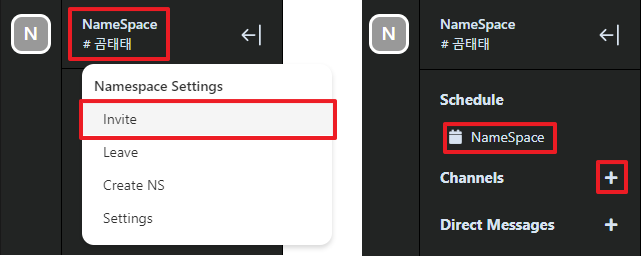 N
NameSpace
# 곰태태
Namespace Settings
Invite
Leave
Create NS
Settings
N
NameSpace
# 곰태태
Schedule
NameSpace
Channels
Direct Messages